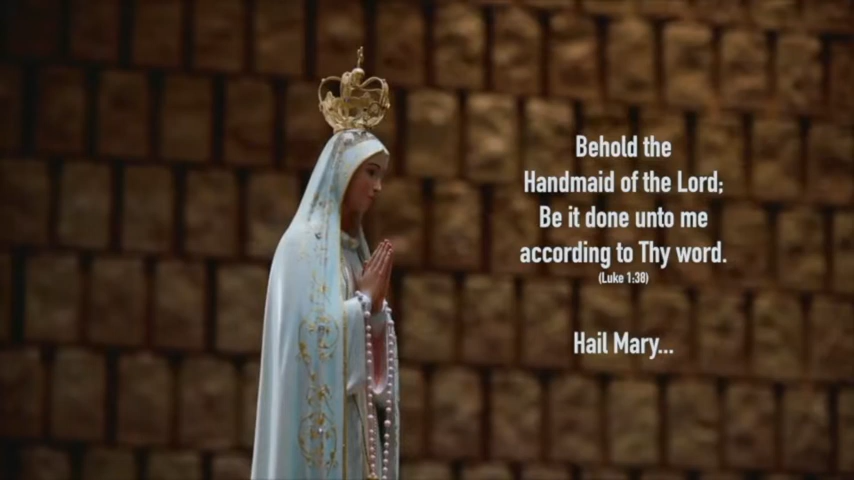 Behold the
Handmaid of the Lord;
Be it done unto me
according to Thy word.
(Luke 1:38)
Hail Mary...